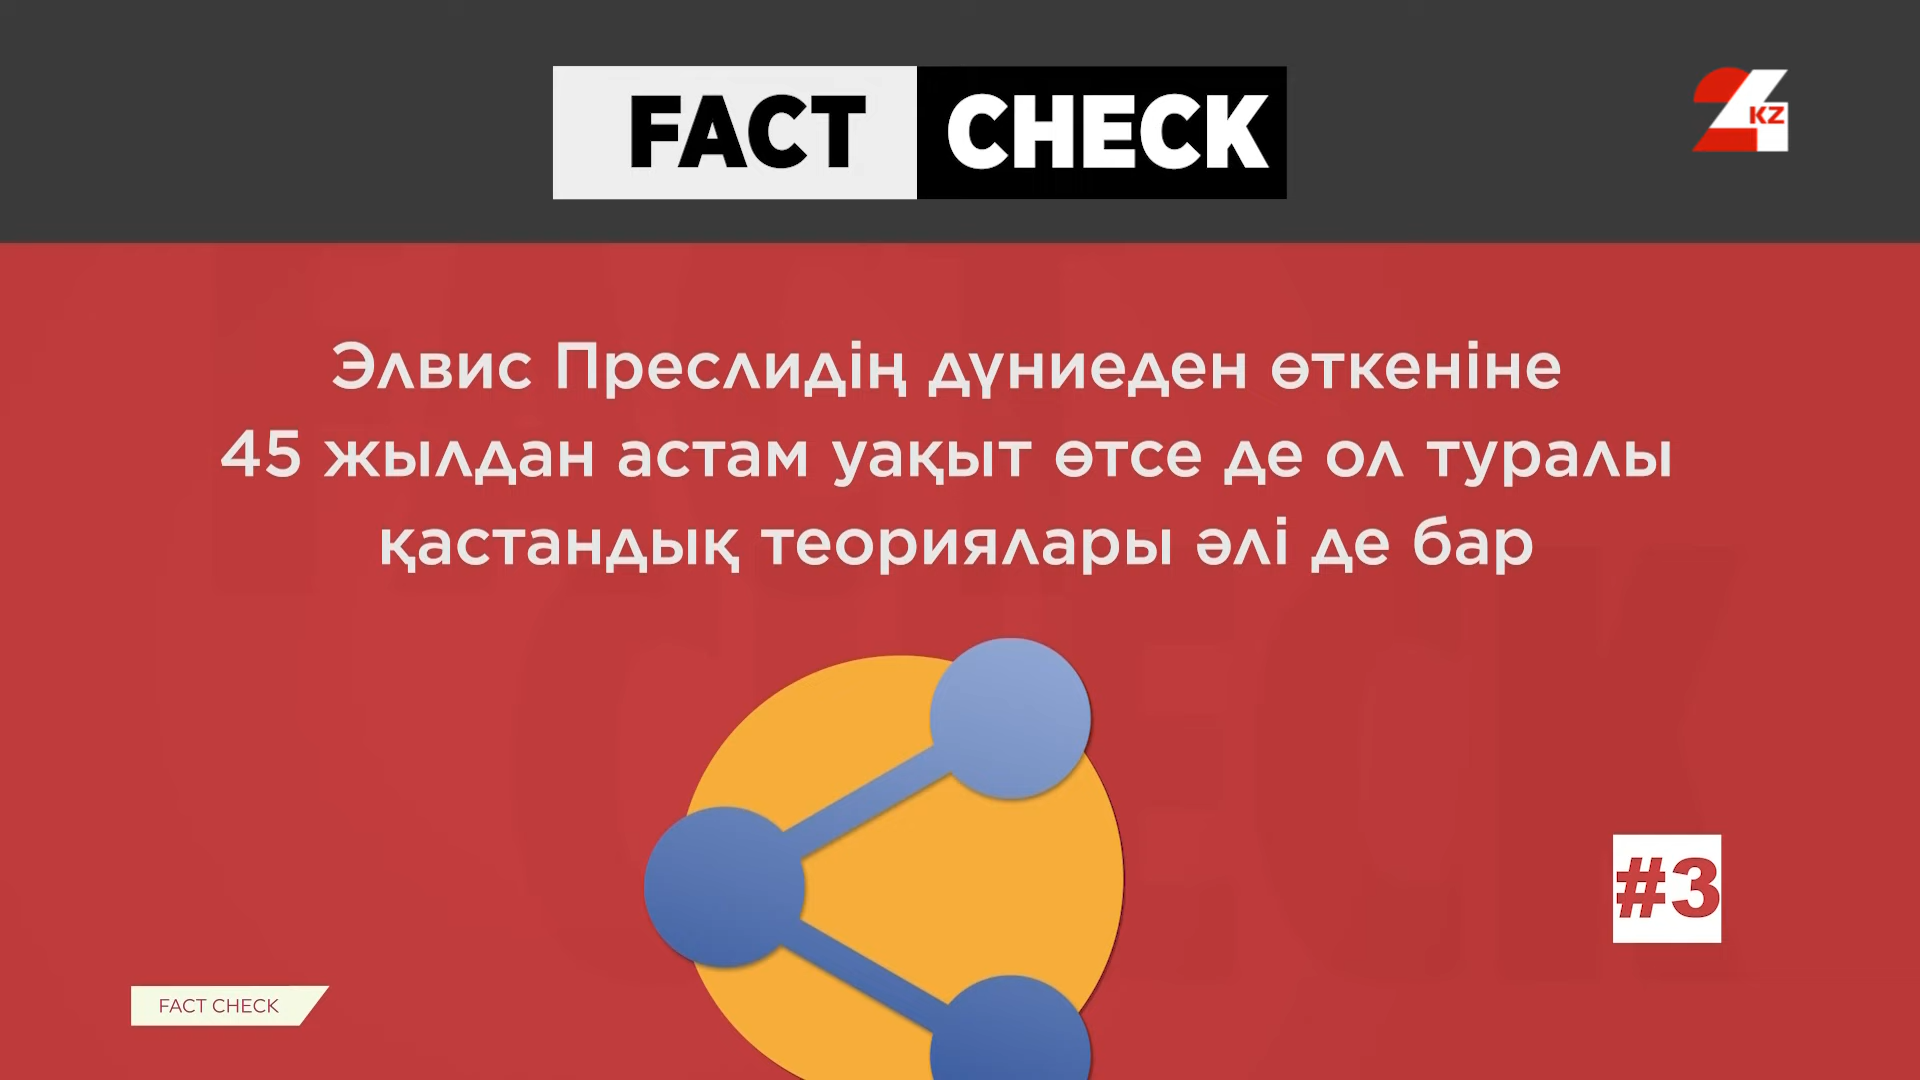 FACT CHECK
24 KZ
Элвис Преслидің дүниеден өткеніне
45 жылдан астам уақыт өтсе де ол туралы
қастандық теориялары әлі де бар
#3
FACT CHECK